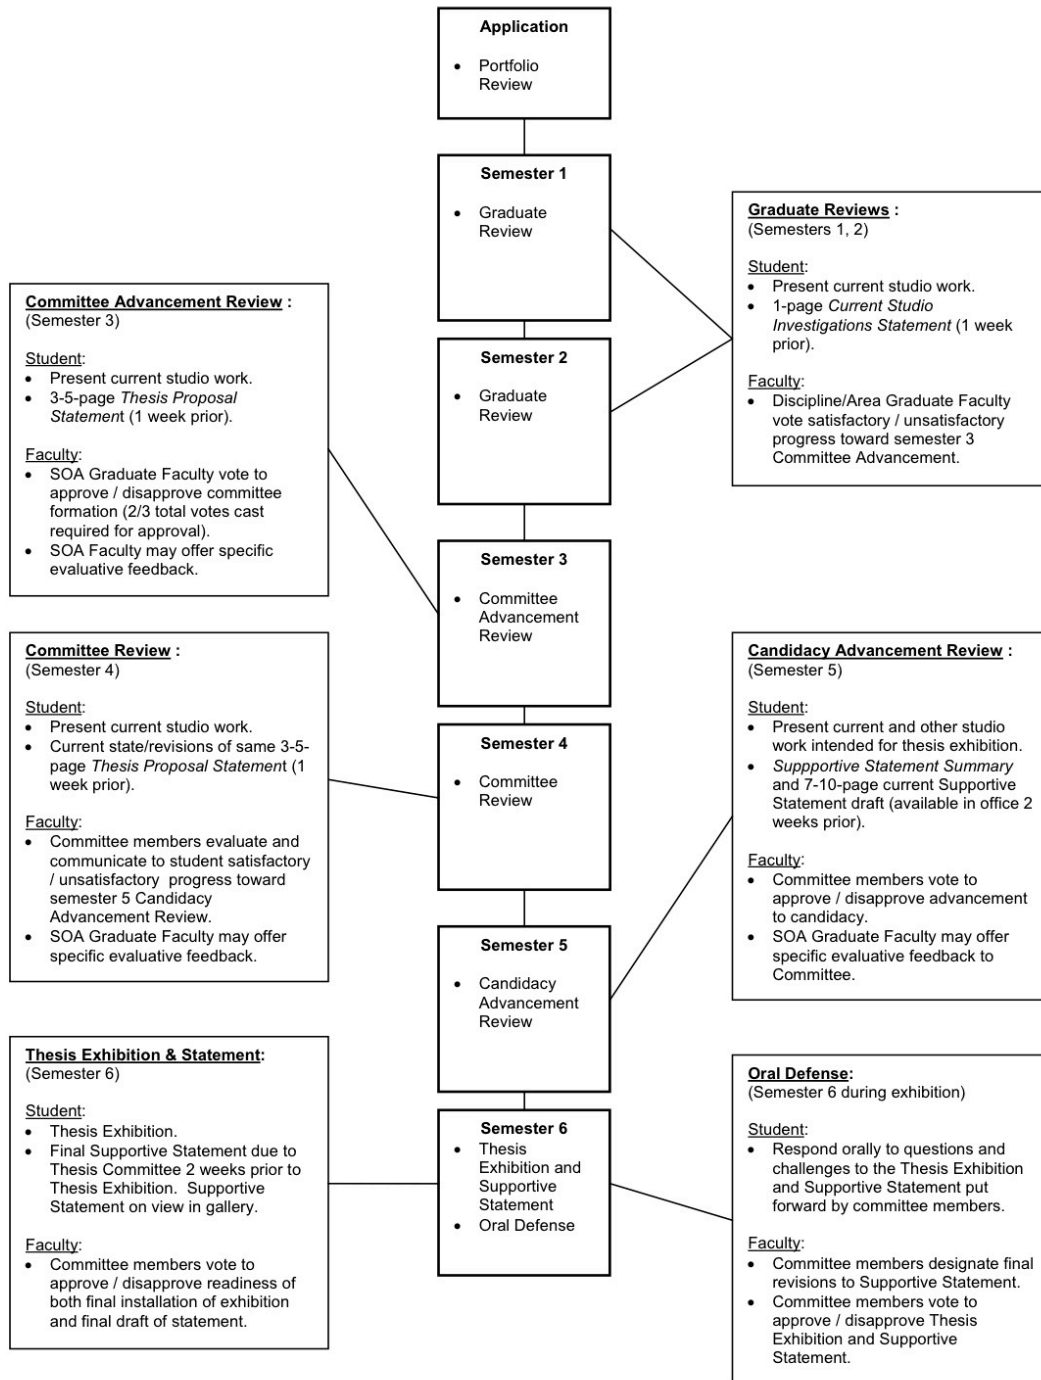 Application
• Portfolio
Review
Semester 1
• Graduate
Review
Graduate Reviews :
(Semesters 1, 2)
Student:
• Present current studio work.
• 1-page Current Studio
Investigations Statement (1 week
prior).
Faculty:
• Discipline/Area Graduate Faculty
vote satisfactory / unsatisfactory
progress toward semester 3
Committee Advancement.
Semester 2
• Graduate
Review
Committee Advancement Review :
(Semester 3)
Student:
• Present current studio work.
• 3-5-page Thesis Proposal
Statement (1 week prior).
Faculty:
• SOA Graduate Faculty vote to
approve / disapprove committee
formation (2/3 total votes cast
required for approval).
• SOA Faculty may offer specific
evaluative feedback.
Semester 3
• Committee
Advancement
Review
Committee Review :
(Semester 4)
Student:
• Present current studio work.
• Current state/revisions of same 3-5-
page Thesis Proposal Statement (1
week prior).
Faculty:
• Committee members evaluate and
communicate to student satisfactory
/ unsatisfactory  progress toward
semester 5 Candidacy
Advancement Review.
• SOA Graduate Faculty may offer
specific evaluative feedback.
Semester 4
• Committee
Review
Candidacy Advancement Review :
(Semester 5)
Student:
• Present current and other studio
work intended for thesis exhibition.
• Suppportive Statement Summary
and 7-10-page current Supportive
Statement draft (available in office 2
weeks prior).
Faculty:
• Committee members vote to
approve / disapprove advancement
to candidacy.
• SOA Graduate Faculty may offer
specific evaluative feedback to
Committee.
Semester 5
• Candidacy
Advancement
Review
Thesis Exhibition & Statement:
(Semester 6)
Student:
• Thesis Exhibition.
• Final Supportive Statement due to
Thesis Committee 2 weeks prior to
Thesis Exhibition.  Supportive
Statement on view in gallery.
Faculty:
• Committee members vote to
approve / disapprove readiness of
both final installation of exhibition
and final draft of statement.
Semester 6
• Thesis
Exhibition and
Supportive
Statement
• Oral Defense
Oral Defense:
(Semester 6 during exhibition)
Student:
• Respond orally to questions and
challenges to the Thesis Exhibition
and Supportive Statement put
forward by committee members.
Faculty:
• Committee members designate final
revisions to Supportive Statement.
• Committee members vote to
approve / disapprove Thesis
Exhibition and Supportive
Statement.